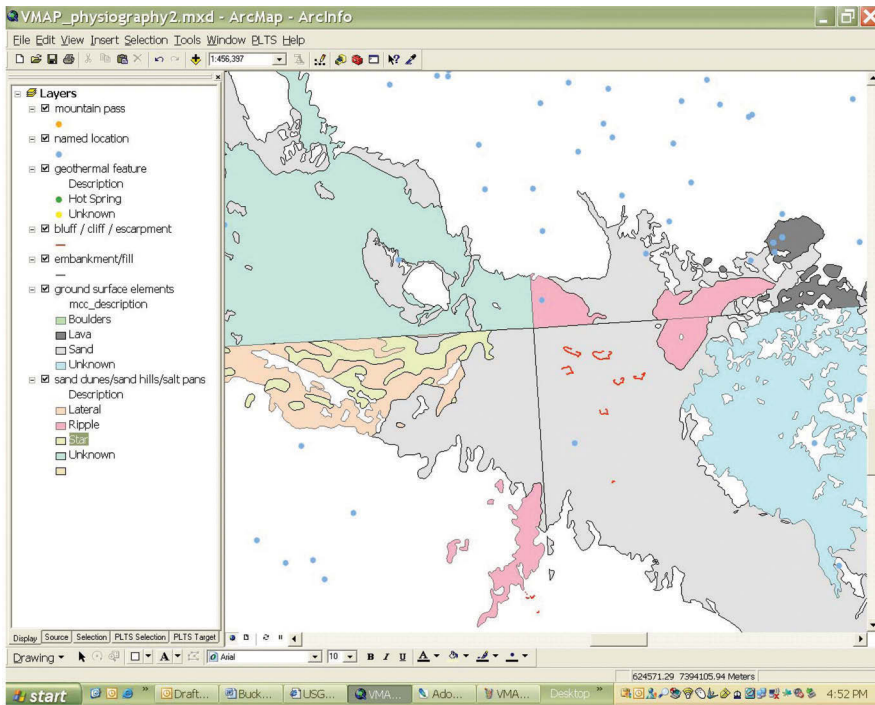 VMAP_physiography2.mxd - ArcMap - ArcInfo
File Edit View Insert Selection Tools Window PLTS Help
1:456,397
Layers
mountain pass
named location
geothermal feature
Description
Hot Spring
Unknown
bluff / cliff / escarpment
embankment/fill
ground surface elements
mcc_description
Boulders
Lava
Sand
Unknown
sand dunes/sand hills/salt pans
Description
Lateral
Ripple
Star
Unknown
Display Source Selection PLTS Selection PLTS Target
Drawing Arial 10 B I U A
624571.29 7394105.94 Meters
start Draft... Buck... USG... VMA... Ado... VMA... Desktop 4:52 PM